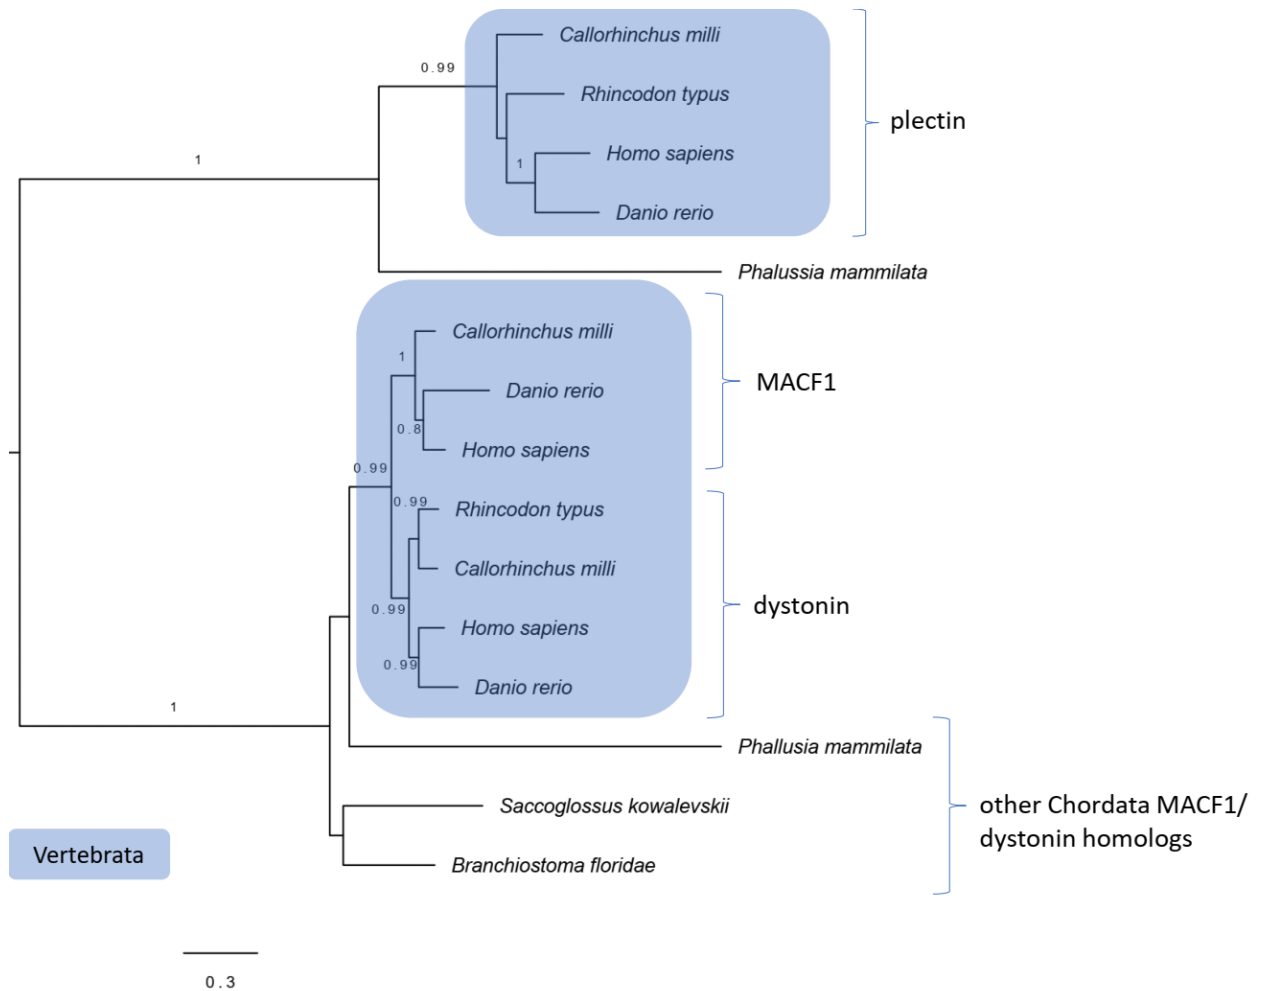 Callorhinchus milli
0.99
Rhincodon typus
plectin
1
Homo sapiens
1
Danio rerio
Phalussia mammilata
Callorhinchus milli
1
MACF1
Danio rerio
0.8
Homo sapiens
0.99
0.99
Rhincodon typus
Callorhinchus milli
0.99
dystonin
Homo sapiens
0.99
Danio rerio
1
Phallusia mammilata
Saccoglossus kowalevskii
other Chordata MACF1/
dystonin homologs
Vertebrata
Branchiostoma floridae
0.3